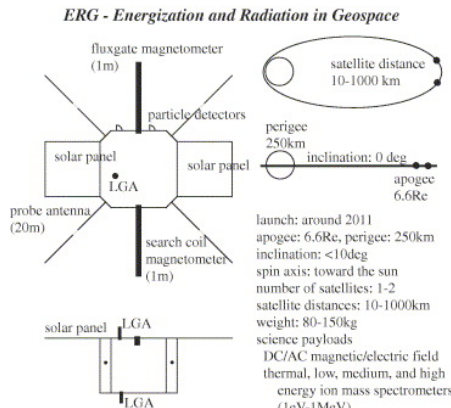 ERG - Energization and Radiation in Geospace
fluxgate magnetometer
(1m)
particle detectors
solar panel
solar panel
LGA
probe antenna
(20m)
search coil
magnetometer
(1m)
solar panel
LGA
LGA
satellite distance
10-1000 km
perigee
250km
inclination: 0 deg
apogee
6.6Re
launch: around 2011
apogee: 6.6Re, perigee: 250km
inclination: <10deg
spin axis: toward the sun
number of satellites: 1-2
satellite distances: 10-1000km
weight: 80-150kg
science payloads
DC/AC magnetic/electric field
thermal, low, medium, and high
energy ion mass spectrometers
(1eV-1MeV)